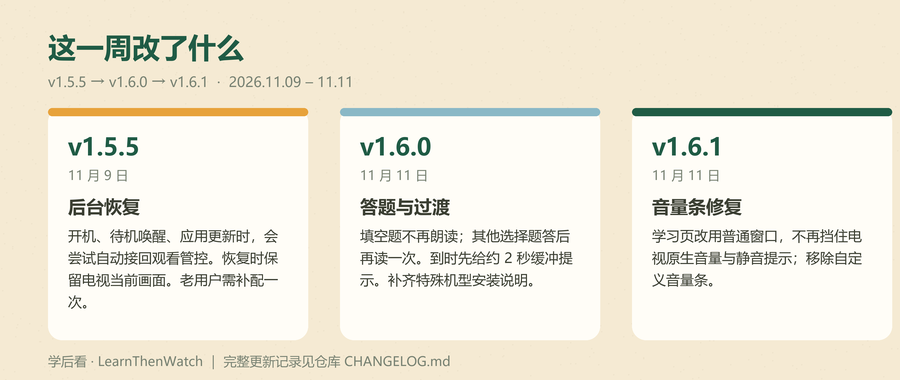 这一周改了什么
v1.5.5 → v1.6.0 → v1.6.1 · 2026.11.09 – 11.11
v1.5.5
11 月 9 日
后台恢复
开机、待机唤醒、应用更新时，会
尝试自动接回观看管控。恢复时保
留电视当前画面。老用户需补配一
次。
v1.6.0
11 月 11 日
答题与过渡
填空题不再朗读；其他选择题答后
再读一次。到时先给约 2 秒缓冲提
示。补齐特殊机型安装说明。
v1.6.1
11 月 11 日
音量条修复
学习页改用普通窗口，不再挡住电
视原生音量与静音提示；移除自定
义音量条。
学后看 · LearnThenWatch ｜ 完整更新记录见仓库 CHANGELOG.md